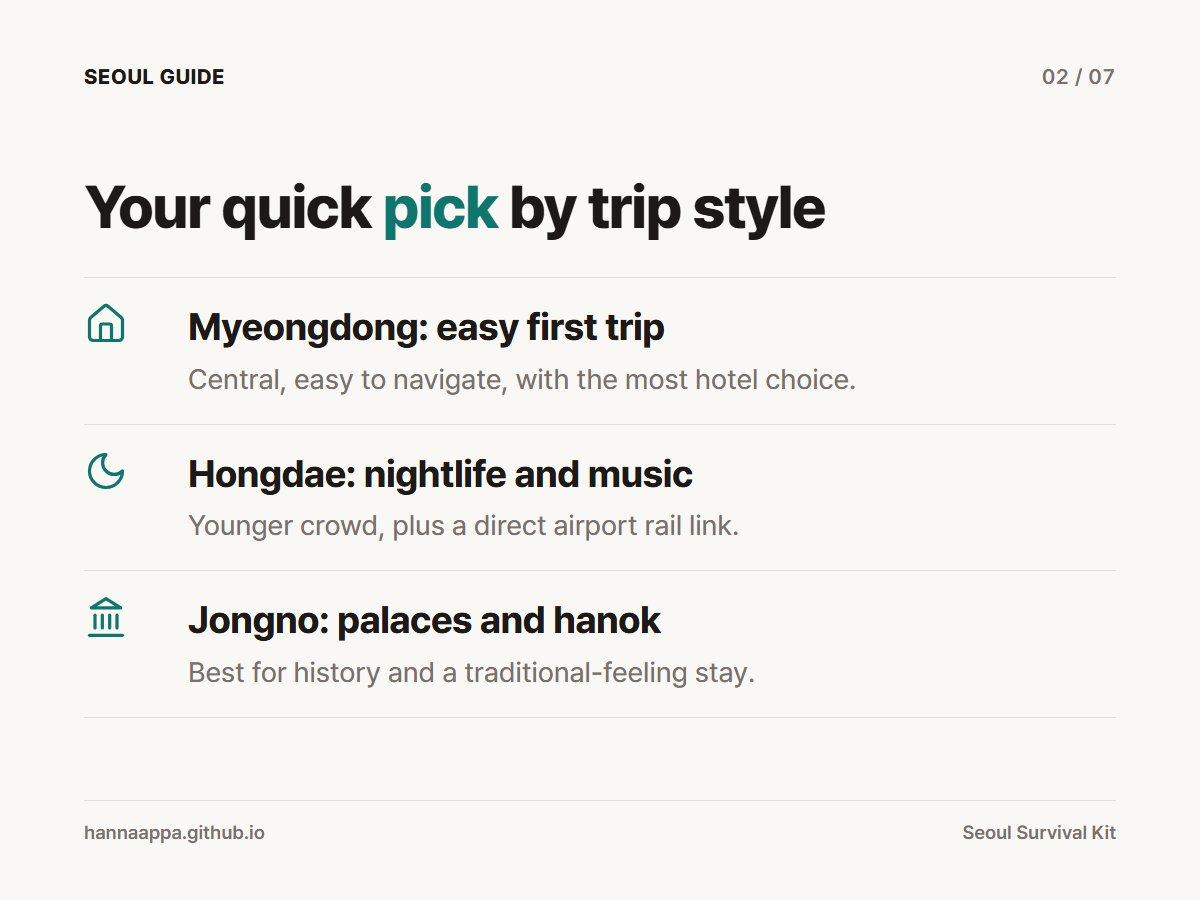 SEOUL GUIDE
02 / 07
Your quick pick by trip style
Myeongdong: easy first trip
Central, easy to navigate, with the most hotel choice.
Hongdae: nightlife and music
Younger crowd, plus a direct airport rail link.
Jongno: palaces and hanok
Best for history and a traditional-feeling stay.
hannaappa.github.io
Seoul Survival Kit